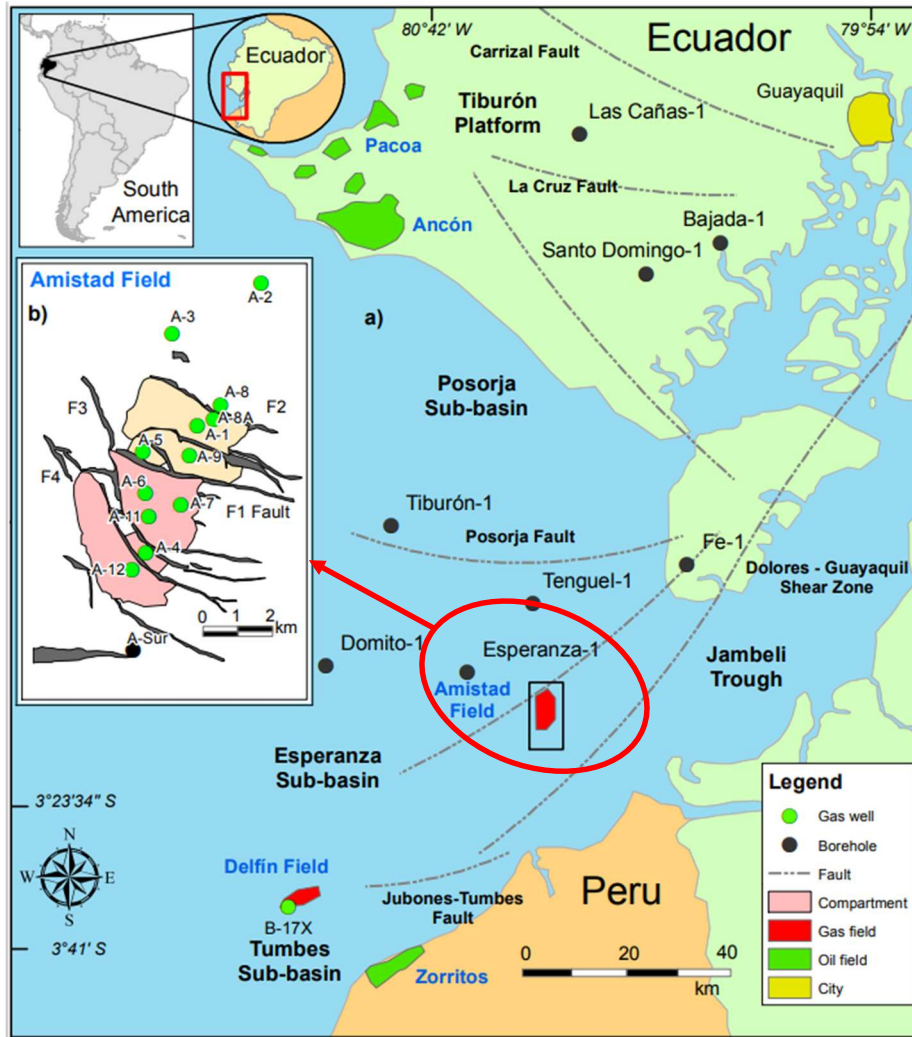 80°42' W
79°54' W
Ecuador
Ecuador
Carrizal Fault
Guayaquil
Tiburón
Platform
Las Cañas-1
Pacoa
La Cruz Fault
South
America
Ancón
Bajada-1
Santo Domingo-1
Amistad Field
b)
A-2
a)
A-3
Posorja
Sub-basin
A-8
F3
F2
A-8A
A-1
A-5
A-9
F4
A-6
A-7
F1 Fault
A-11
Tiburón-1
Posorja Fault
Fe-1
A-4
A-12
Dolores - Guayaquil
Shear Zone
Tenguel-1
0 1 2
km
A-Sur
Domito-1
Esperanza-1
Jambeli
Trough
Amistad
Field
Esperanza
Sub-basin
Legend
Gas well
Borehole
Fault
Compartment
Gas field
Oil field
City
3°23'34" S
N
W
E
S
Delfín Field
Peru
Jubones-Tumbes
Fault
B-17X
Tumbes
Sub-basin
3°41' S
Zorritos
0 20 40
km